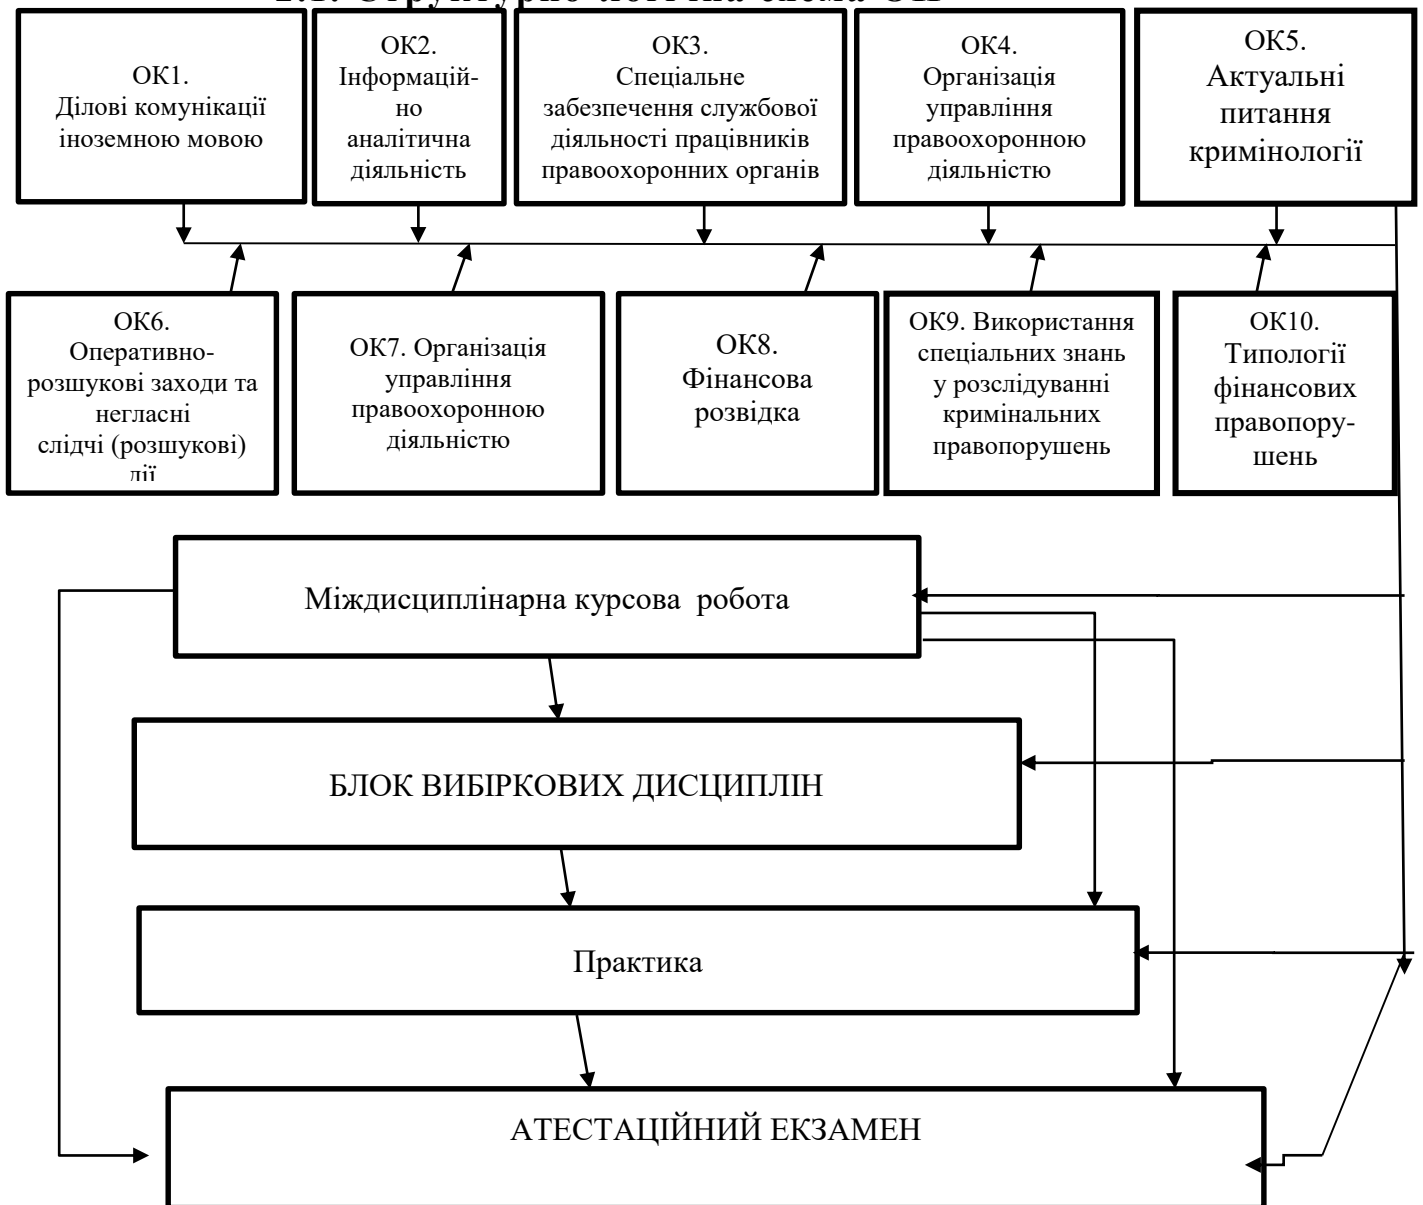 ОК1.
Ділові комунікації
іноземною мовою
ОК2.
Інформацій-
но
аналітична
діяльність
ОК3.
Спеціальне
забезпечення службової
діяльності працівників
правоохоронних органів
ОК4.
Організація
управління
правоохоронною
діяльністю
ОК5.
Актуальні
питання
кримінології
ОК6.
Оперативно-
розшукові заходи та
негласні
слідчі (розшукові)
дії
ОК7. Організація
управління
правоохоронною
діяльністю
ОК8.
Фінансова
розвідка
ОК9. Використання
спеціальних знань
у розслідуванні
кримінальних
правопорушень
ОК10.
Типології
фінансових
правопору-
шень
Міждисциплінарна курсова робота
БЛОК ВИБІРКОВИХ ДИСЦИПЛІН
Практика
АТЕСТАЦІЙНИЙ ЕКЗАМЕН